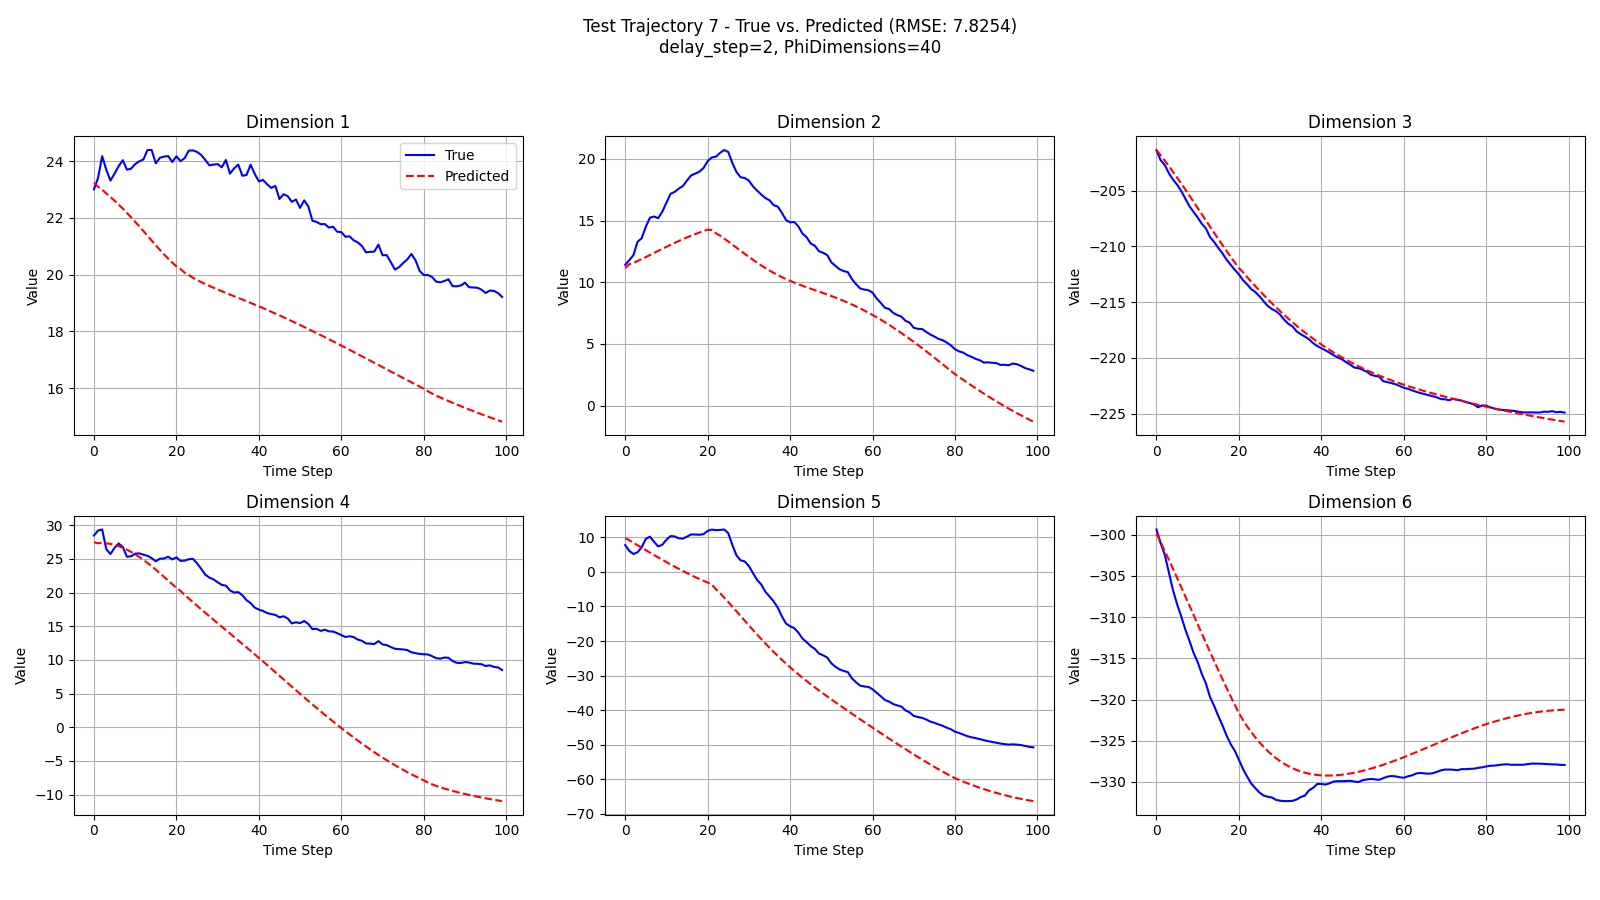 Test Trajectory 7 - True vs. Predicted (RMSE: 7.8254)
delay_step=2, PhiDimensions=40
Dimension 1
True
Predicted
24
22
20
18
16
Value
0 20 40 60 80 100
Time Step
Dimension 2
20
15
10
5
0
Value
0 20 40 60 80 100
Time Step
Dimension 3
−205
−210
−215
−220
−225
Value
0 20 40 60 80 100
Time Step
Dimension 4
30
25
20
15
10
5
0
−5
−10
Value
0 20 40 60 80 100
Time Step
Dimension 5
10
0
−10
−20
−30
−40
−50
−60
−70
Value
0 20 40 60 80 100
Time Step
Dimension 6
−300
−305
−310
−315
−320
−325
−330
Value
0 20 40 60 80 100
Time Step